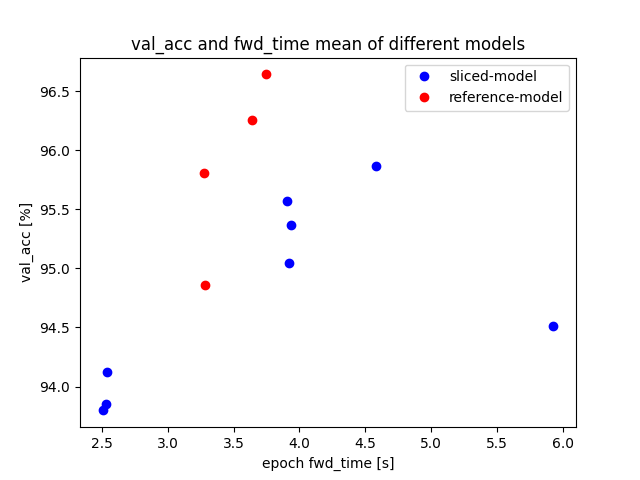 val_acc and fwd_time mean of different models
sliced-model
reference-model
96.5
96.0
95.5
95.0
94.5
94.0
val_acc [%]
2.5 3.0 3.5 4.0 4.5 5.0 5.5 6.0
epoch fwd_time [s]